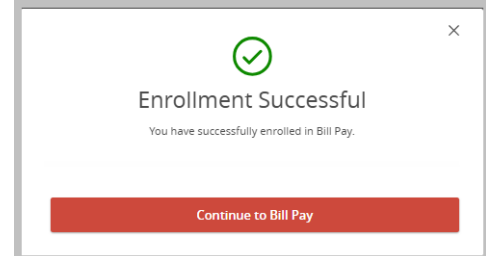 Enrollment Successful
You have successfully enrolled in Bill Pay.
Continue to Bill Pay